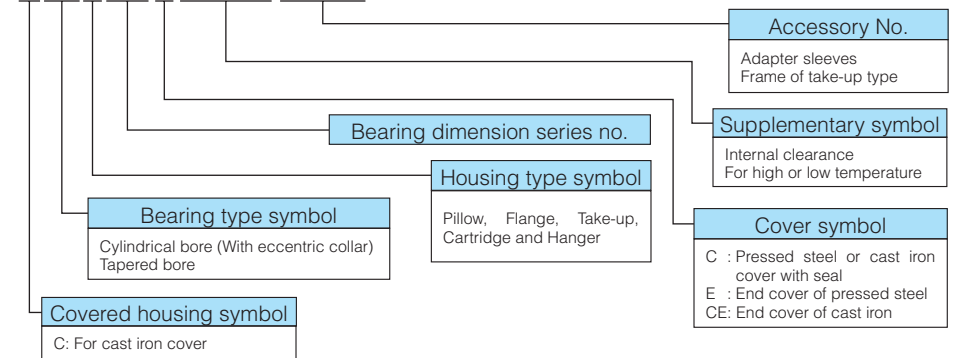 Accessory No.
Adapter sleeves
Frame of take-up type
Bearing dimension series no.
Supplementary symbol
Internal clearance
For high or low temperature
Housing type symbol
Pillow, Flange, Take-up,
Cartridge and Hanger
Bearing type symbol
Cylindrical bore (With eccentric collar)
Tapered bore
Cover symbol
C : Pressed steel or cast iron
cover with seal
E : End cover of pressed steel
CE: End cover of cast iron
Covered housing symbol
C: For cast iron cover